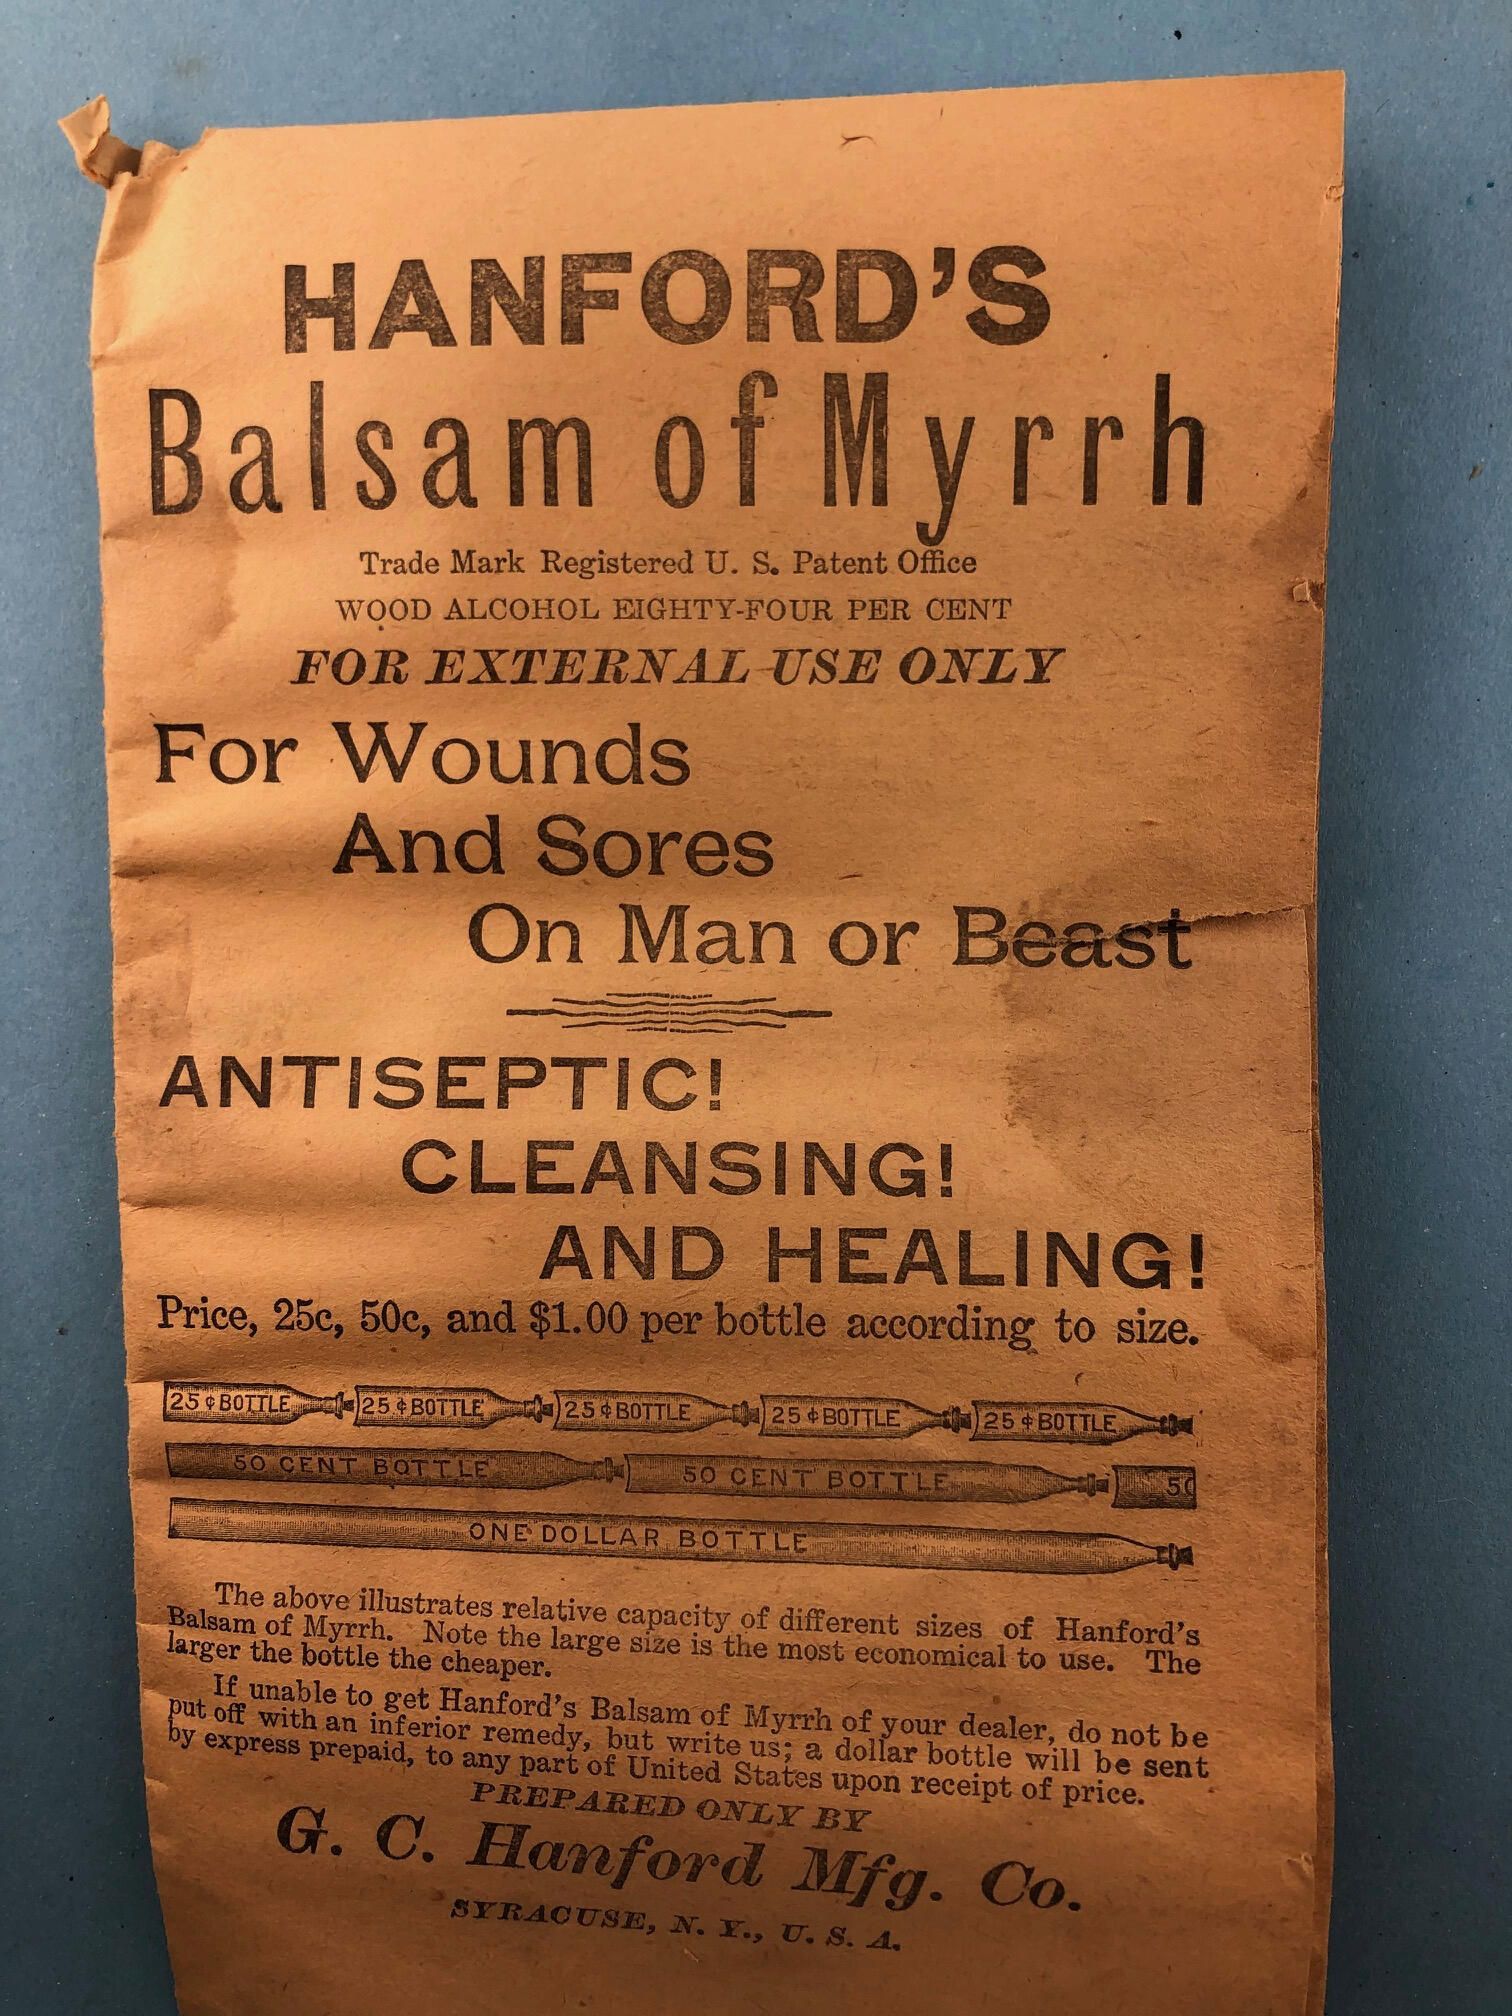 HANFORD'S
Balsam of Myrrh
Trade Mark Registered U. S. Patent Office
WOOD ALCOHOL EIGHTY-FOUR PER CENT
FOR EXTERNAL USE ONLY
For Wounds
And Sores
On Man or Beast
ANTISEPTIC!
CLEANSING!
AND HEALING!
Price, 25c, 50c, and $1.00 per bottle according to size.
25 ¢ BOTTLE 25 ¢ BOTTLE 25 ¢ BOTTLE 25 ¢ BOTTLE 25 ¢ BOTTLE
50 CENT BOTTLE 50 CENT BOTTLE 50
ONE DOLLAR BOTTLE
The above illustrates relative capacity of different sizes of Hanford's
Balsam of Myrrh. Note the large size is the most economical to use. The
larger the bottle the cheaper.
If unable to get Hanford's Balsam of Myrrh of your dealer, do not be
put off with an inferior remedy, but write us; a dollar bottle will be sent
by express prepaid, to any part of United States upon receipt of price.
PREPARED ONLY BY
G. C. Hanford Mfg. Co.
SYRACUSE, N. Y., U. S. A.